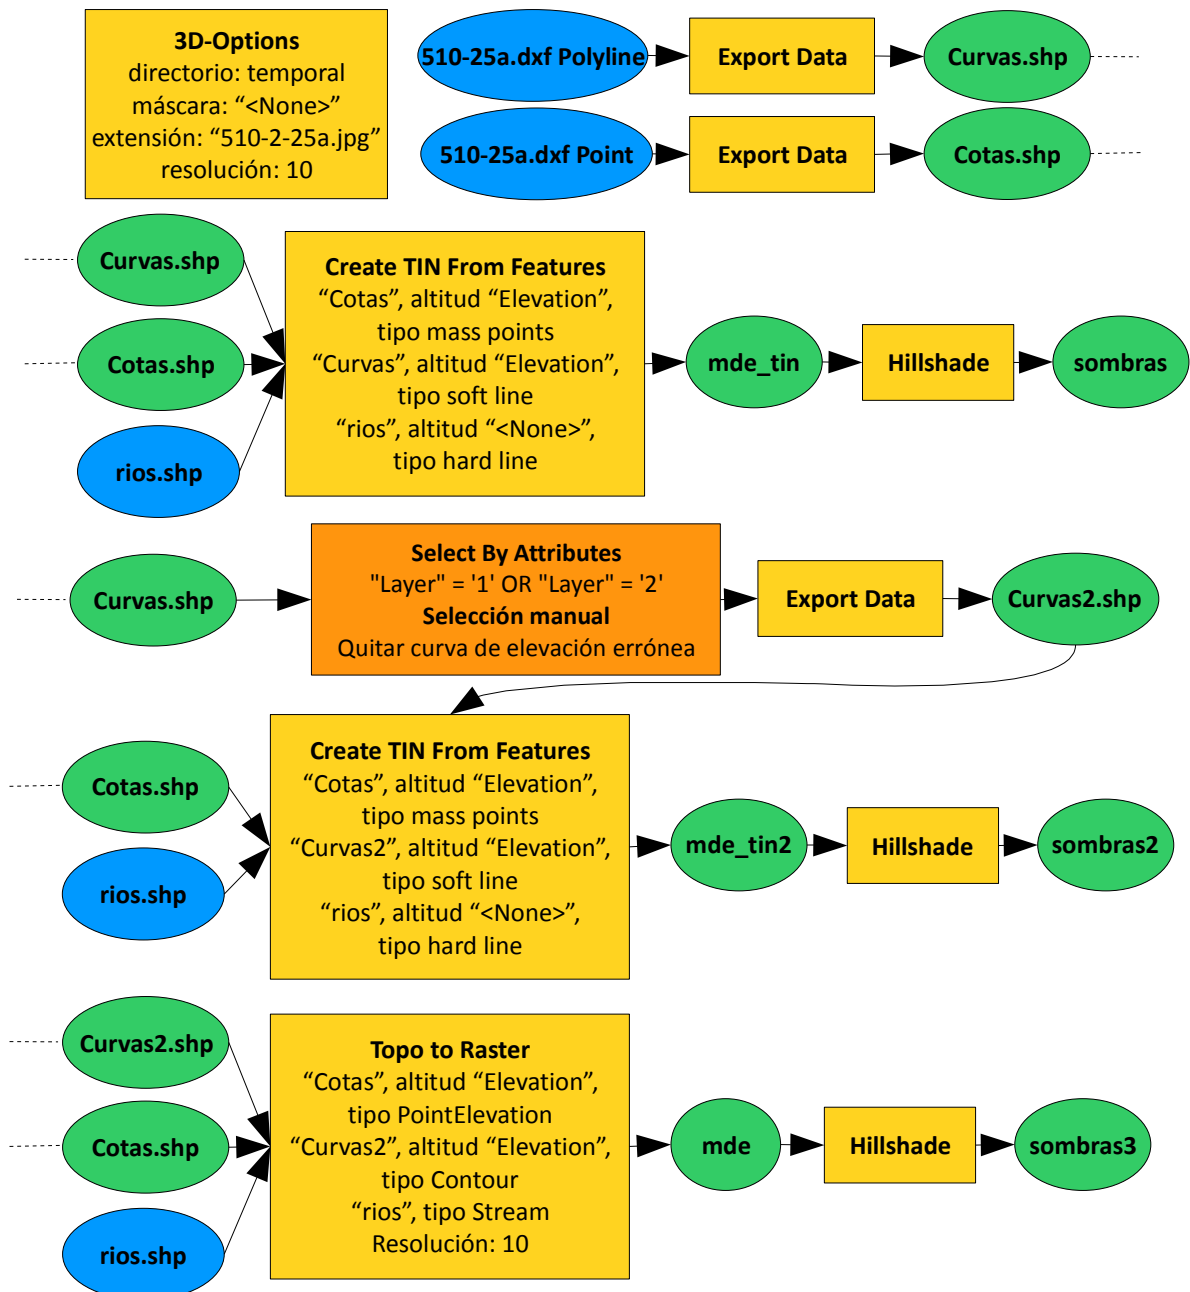 3D-Options
directorio: temporal
máscara: “<None>”
extensión: “510-2-25a.jpg”
resolución: 10
510-25a.dxf Polyline
Export Data
Curvas.shp
510-25a.dxf Point
Export Data
Cotas.shp
Curvas.shp
Cotas.shp
rios.shp
Create TIN From Features
“Cotas”, altitud “Elevation”,
tipo mass points
“Curvas”, altitud “Elevation”,
tipo soft line
“rios”, altitud “<None>”,
tipo hard line
mde_tin
Hillshade
sombras
Curvas.shp
Select By Attributes
"Layer" = '1' OR "Layer" = '2'
Selección manual
Quitar curva de elevación errónea
Export Data
Curvas2.shp
Cotas.shp
rios.shp
Create TIN From Features
“Cotas”, altitud “Elevation”,
tipo mass points
“Curvas2”, altitud “Elevation”,
tipo soft line
“rios”, altitud “<None>”,
tipo hard line
mde_tin2
Hillshade
sombras2
Curvas2.shp
Cotas.shp
rios.shp
Topo to Raster
“Cotas”, altitud “Elevation”,
tipo PointElevation
“Curvas2”, altitud “Elevation”,
tipo Contour
“rios”, tipo Stream
Resolución: 10
mde
Hillshade
sombras3